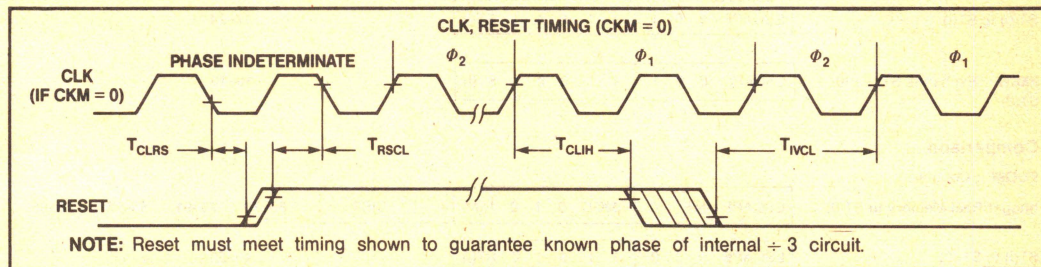 CLK, RESET TIMING (CKM = 0)
PHASE INDETERMINATE
Φ2
Φ1
Φ2
Φ1
CLK
(IF CKM = 0)
TCLRS
TRSCL
TCLIH
TIVCL
RESET
NOTE: Reset must meet timing shown to guarantee known phase of internal ÷ 3 circuit.